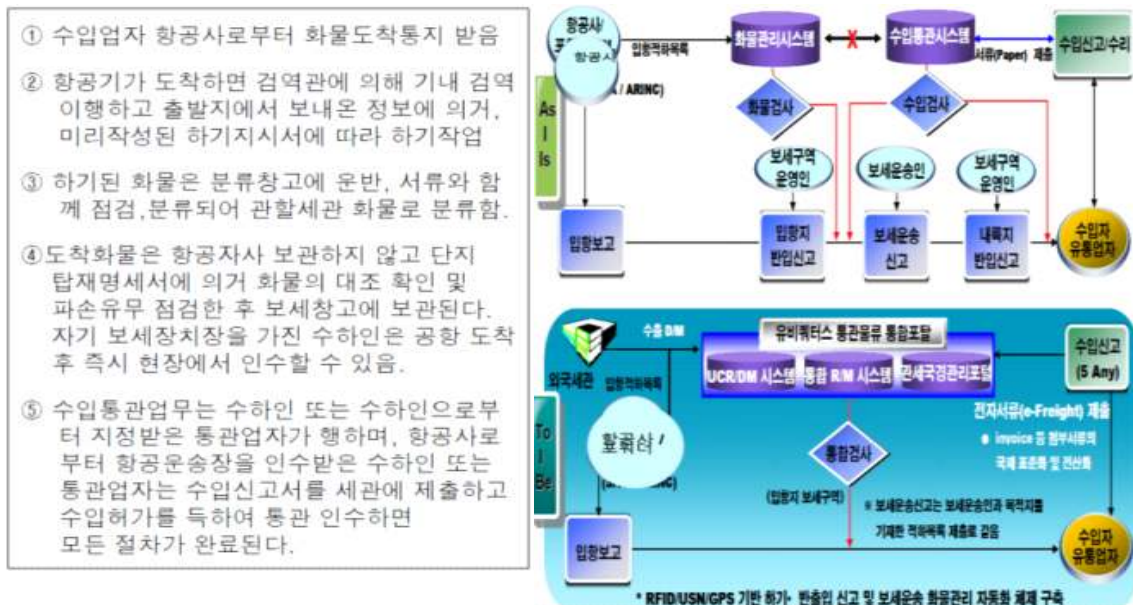 ① 수입업자 항공사로부터 화물도착통지 받음
② 항공기가 도착하면 검역관에 의해 기내 검역
이행하고 출발지에서 보내온 정보에 의거,
미리작성된 하기지시서에 따라 하기작업
③ 하기된 화물은 분류창고에 운반, 서류와 함
께 점검,분류되어 관할세관 화물로 분류함.
④도착화물은 항공자사 보관하지 않고 단지
탑재명세서에 의거 화물의 대조 확인 및
파손유무 점검한 후 보세창고에 보관된다.
자기 보세장치장을 가진 수하인은 공항 도착
후 즉시 현장에서 인수할 수 있음.
⑤ 수입통관업무는 수하인 또는 수하인으로부
터 지정받은 통관업자가 행하며, 항공사로
부터 항공운송장을 인수받은 수하인 또는
통관업자는 수입신고서를 세관에 제출하고
수입허가를 득하여 통관 인수하면
모든 절차가 완료된다.
As
I
Is
항공사/
항공사
/ ARINC)
입항적하목록
화물관리시스템
X
수입통관시스템
서류(Paper) 제출
수입신고/수리
화물검사
수입검사
보세구역
운영인
보세운송인
보세구역
운영인
입항보고
입항지
반입신고
보세운송
신고
내륙지
반입신고
수입자
유통업자
To
I
Be
외국세관
수출 D/M
입항적하목록
유비쿼터스 통관물류 통합포탈
UCR/DM 시스템
통합 R/M 시스템
관세국경관리포탈
수입신고
(5 Any)
전자서류(e-Freight) 제출
● invoice 등 첨부서류의
국제 표준화 및 전산화
통합검사
(입항지 보세구역)
※ 보세운송신고는 보세운송인과 목적지를
기재한 적하목록 제출로 갈음
입항보고
수입자
유통업자
* RFID/USN/GPS 기반 하기· 반출입 신고 및 보세운송 화물관리 자동화 체제 구축